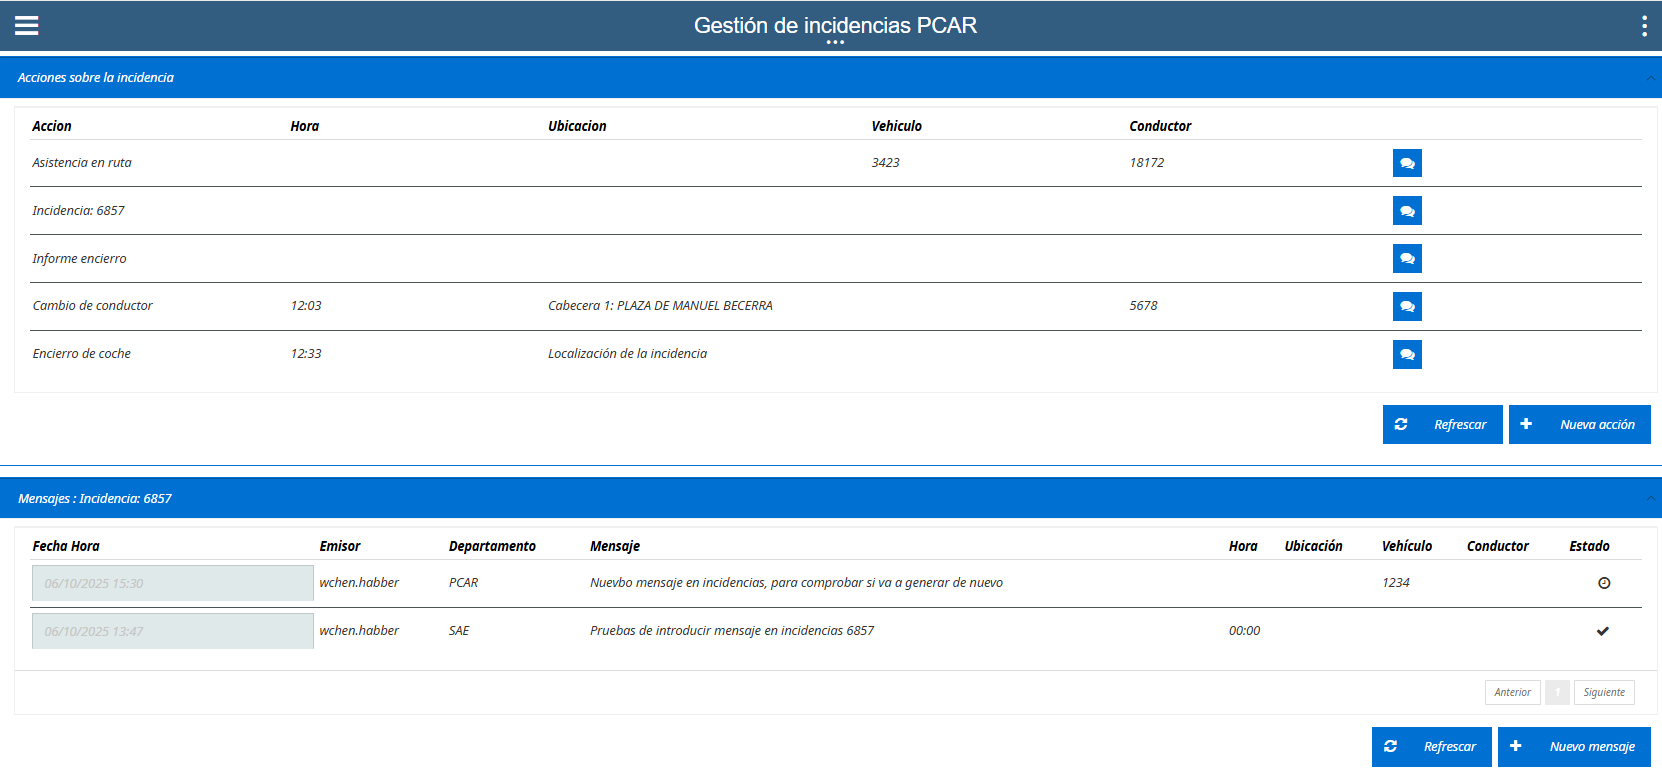 Gestión de incidencias PCAR
Acciones sobre la incidencia
Accion Hora Ubicacion Vehiculo Conductor
Asistencia en ruta 3423 18172
Incidencia: 6857
Informe encierro
Cambio de conductor 12:03 Cabecera 1: PLAZA DE MANUEL BECERRA 5678
Encierro de coche 12:33 Localización de la incidencia
Refrescar Nueva acción
Mensajes : Incidencia: 6857
Fecha Hora Emisor Departamento Mensaje Hora Ubicación Vehículo Conductor Estado
06/10/2025 15:30 wchen.habber PCAR Nuevbo mensaje en incidencias, para comprobar si va a generar de nuevo 1234
06/10/2025 13:47 wchen.habber SAE Pruebas de introducir mensaje en incidencias 6857 00:00
Anterior 1 Siguiente
Refrescar Nuevo mensaje